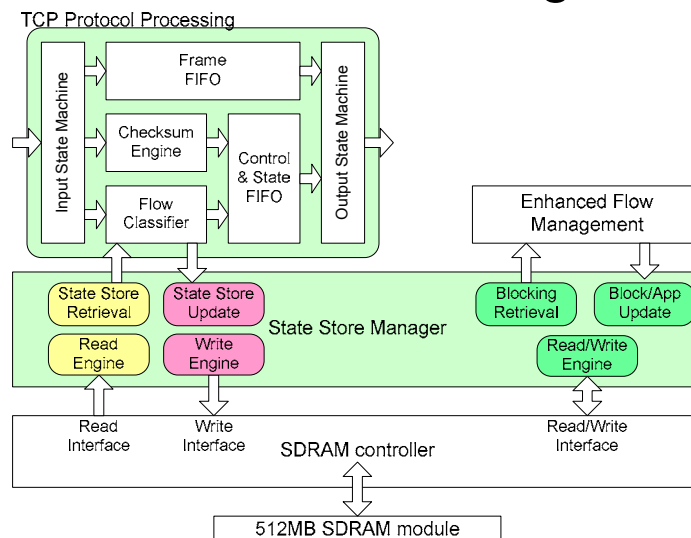 TCP Protocol Processing
Input State Machine
Frame
FIFO
Checksum
Engine
Flow
Classifier
Control
& State
FIFO
Output State Machine
Enhanced Flow
Management
State Store
Retrieval
State Store
Update
Blocking
Retrieval
Block/App
Update
State Store Manager
Read
Engine
Write
Engine
Read/Write
Engine
Read
Interface
Write
Interface
Read/Write
Interface
SDRAM controller
512MB SDRAM module